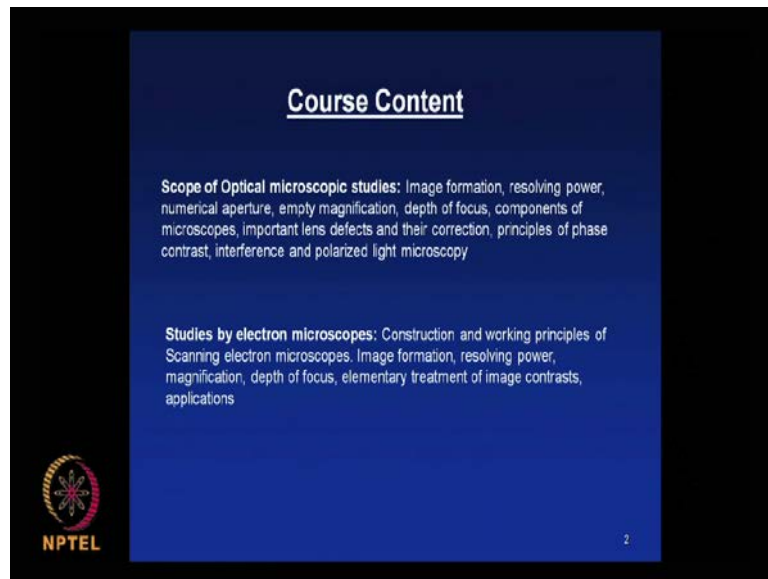 Course Content
Scope of Optical microscopic studies: Image formation, resolving power,
numerical aperture, empty magnification, depth of focus, components of
microscopes, important lens defects and their correction, principles of phase
contrast, interference and polarized light microscopy
Studies by electron microscopes: Construction and working principles of
Scanning electron microscopes. Image formation, resolving power,
magnification, depth of focus, elementary treatment of image contrasts,
applications
NPTEL
2